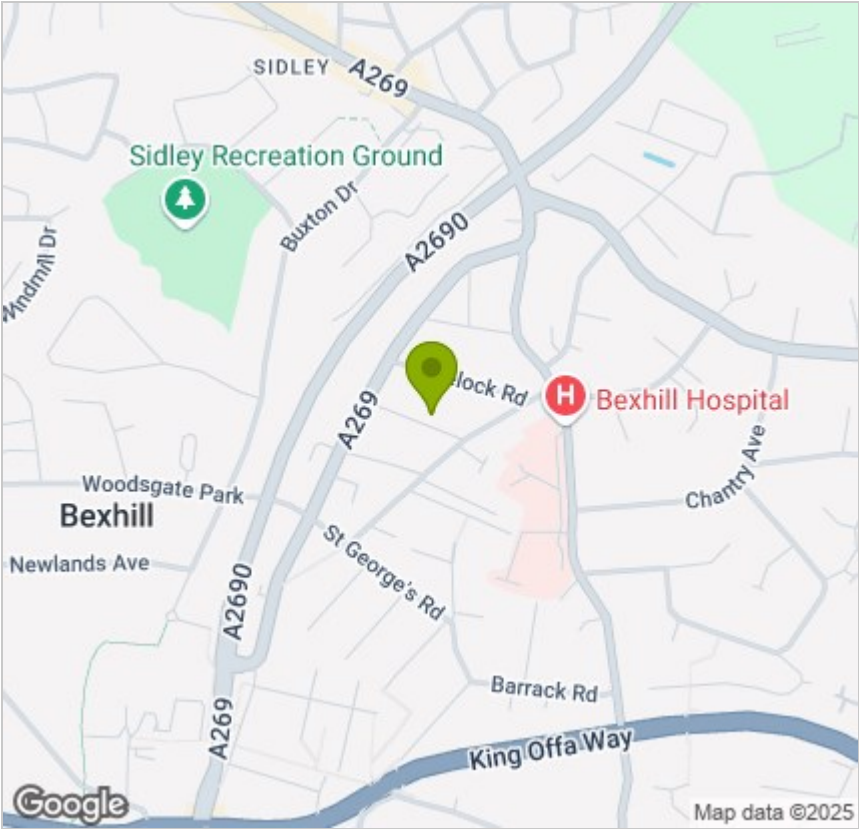 SIDLEY
A269
Sidley Recreation Ground
Buxton Dr
A2690
Windmill Dr
elock Rd
H
Bexhill Hospital
A269
Chantry Ave
Woodsgate Park
Bexhill
Newlands Ave
St George's Rd
A2690
Barrack Rd
A269
King Offa Way
Google
Map data ©2025